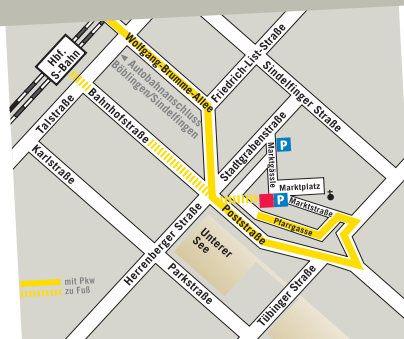 Hbf.
S-Bahn
Wolfgang-Brumme-Allee
Autobahnanschluss
Böblingen/Sindelfingen
Friedrich-List-Straße
Sindelfinger Straße
Talstraße
Bahnhofstraße
Stadtgrabenstraße
Marktgässle
P
Karlstraße
Marktplatz
P
Marktstraße
Pfarrgasse
Poststraße
Herrenberger Straße
Unterer
See
Parkstraße
Tübinger Straße
mit Pkw
zu Fuß